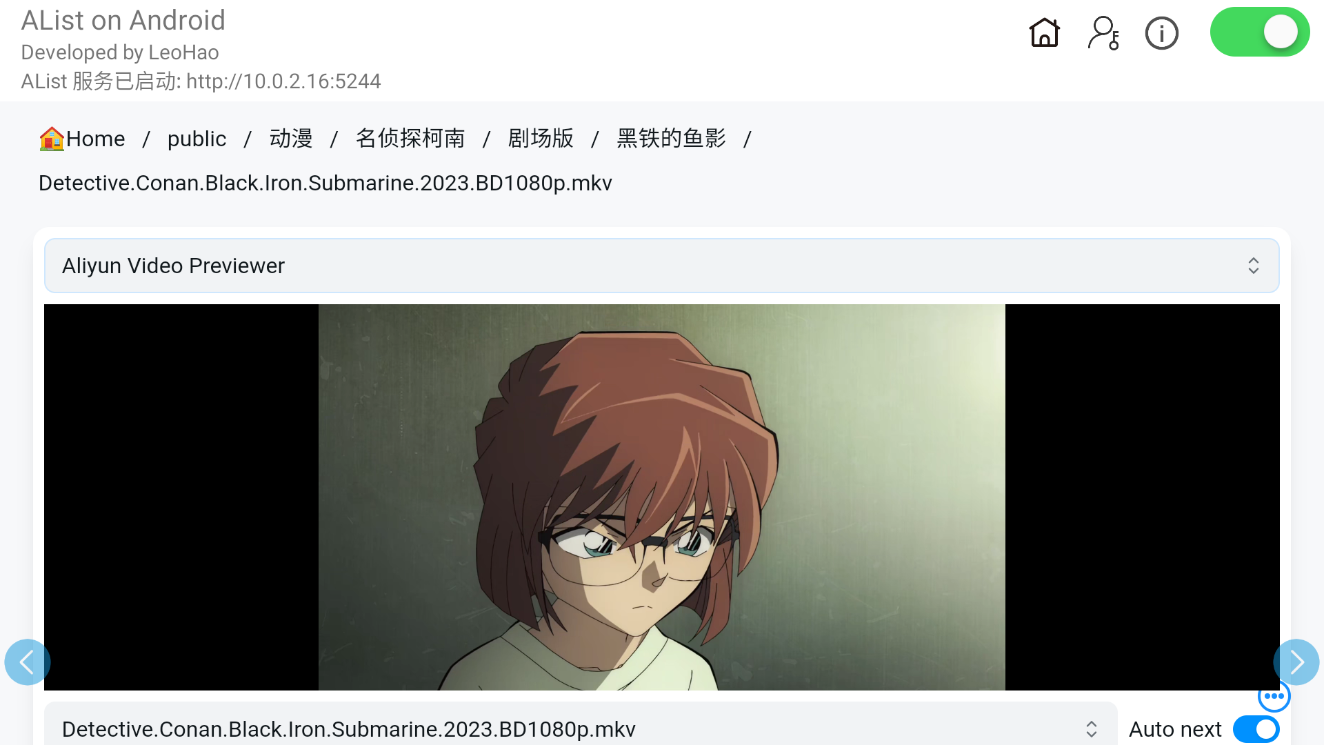 AList on Android
Developed by LeoHao
AList 服务已启动: http://10.0.2.16:5244
Home / public / 动漫 / 名侦探柯南 / 剧场版 / 黑铁的鱼影 /
Detective.Conan.Black.Iron.Submarine.2023.BD1080p.mkv
Aliyun Video Previewer
Detective.Conan.Black.Iron.Submarine.2023.BD1080p.mkv
Auto next